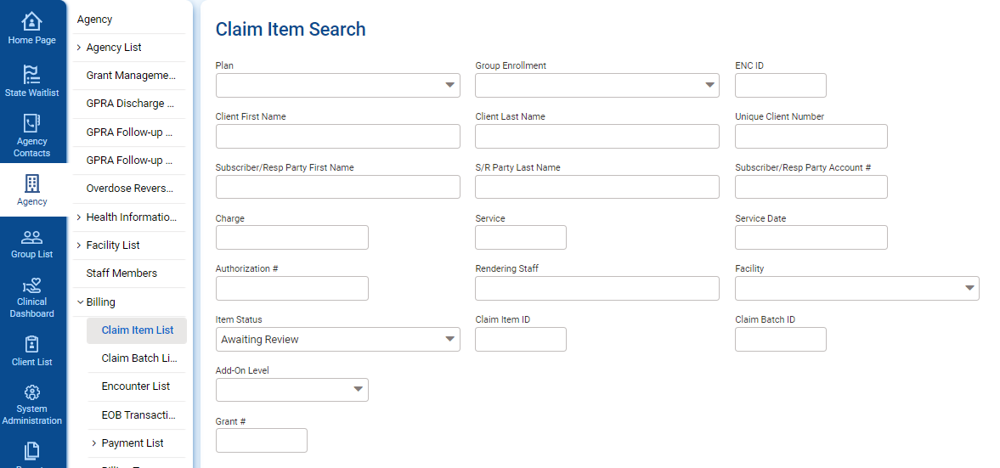 Home Page
State Waitlist
Agency
Contacts
Agency
Group List
Clinical
Dashboard
Client List
System
Administration
Agency
Agency List
Grant Manageme...
GPRA Discharge ...
GPRA Follow-up ...
GPRA Follow-up ...
Overdose Revers...
Health Informatio...
Facility List
Staff Members
Billing
Claim Item List
Claim Batch Li...
Encounter List
EOB Transacti...
Payment List
Claim Item Search
Plan
Group Enrollment
ENC ID
Client First Name
Client Last Name
Unique Client Number
Subscriber/Resp Party First Name
S/R Party Last Name
Subscriber/Resp Party Account #
Charge
Service
Service Date
Authorization #
Rendering Staff
Facility
Item Status
Claim Item ID
Claim Batch ID
Awaiting Review
Add-On Level
Grant #